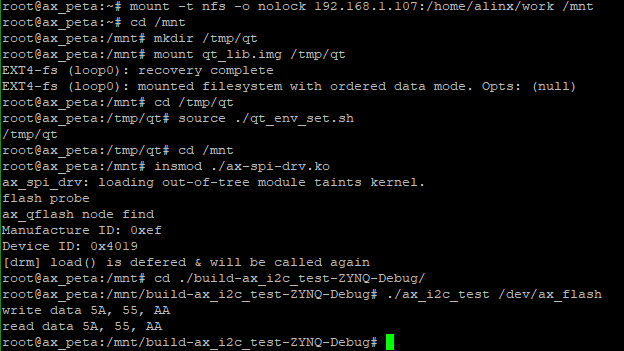 root@ax_peta:~# mount -t nfs -o nolock 192.168.1.107:/home/alinx/work /mnt
root@ax_peta:~# cd /mnt
root@ax_peta:/mnt# mkdir /tmp/qt
root@ax_peta:/mnt# mount qt_lib.img /tmp/qt
EXT4-fs (loop0): recovery complete
EXT4-fs (loop0): mounted filesystem with ordered data mode. Opts: (null)
root@ax_peta:/mnt# cd /tmp/qt
root@ax_peta:/tmp/qt# source ./qt_env_set.sh
/tmp/qt
root@ax_peta:/tmp/qt# cd /mnt
root@ax_peta:/mnt# insmod ./ax-spi-drv.ko
ax_spi_drv: loading out-of-tree module taints kernel.
flash probe
ax_qflash node find
Manufacture ID: 0xef
Device ID: 0x4019
[drm] load() is defered & will be called again
root@ax_peta:/mnt# cd ./build-ax_i2c_test-ZYNQ-Debug/
root@ax_peta:/mnt/build-ax_i2c_test-ZYNQ-Debug# ./ax_i2c_test /dev/ax_flash
write data 5A, 55, AA
read data 5A, 55, AA
root@ax_peta:/mnt/build-ax_i2c_test-ZYNQ-Debug#